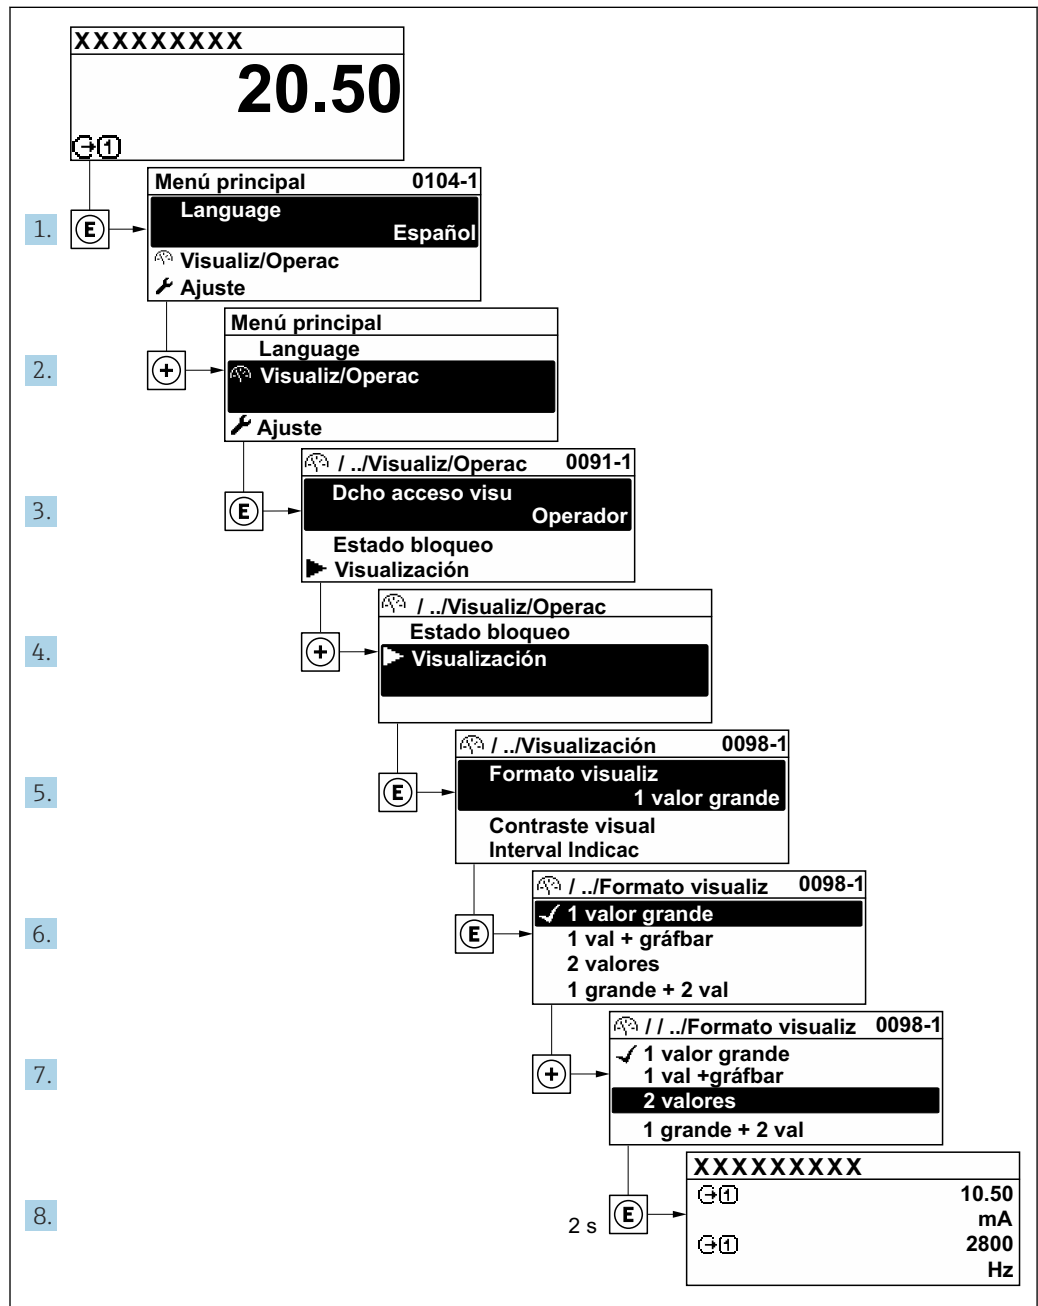 XXXXXXXXX
20.50
1
Menú principal 0104-1
Language
1. E Español
Visualiz/Operac
Ajuste
Menú principal
Language
2. + Visualiz/Operac
Ajuste
/ ../Visualiz/Operac 0091-1
Dcho acceso visu
3. E Operador
Estado bloqueo
Visualización
/ ../Visualiz/Operac
Estado bloqueo
4. + Visualización
/ ../Visualización 0098-1
Formato visualiz
5. E 1 valor grande
Contraste visual
Interval Indicac
/ ../Formato visualiz 0098-1
1 valor grande
6. E 1 val + gráfbar
2 valores
1 grande + 2 val
/ / ../Formato visualiz 0098-1
1 valor grande
7. + 1 val +gráfbar
2 valores
1 grande + 2 val
XXXXXXXXX
1 10.50
8. 2 s E mA
1 2800
Hz